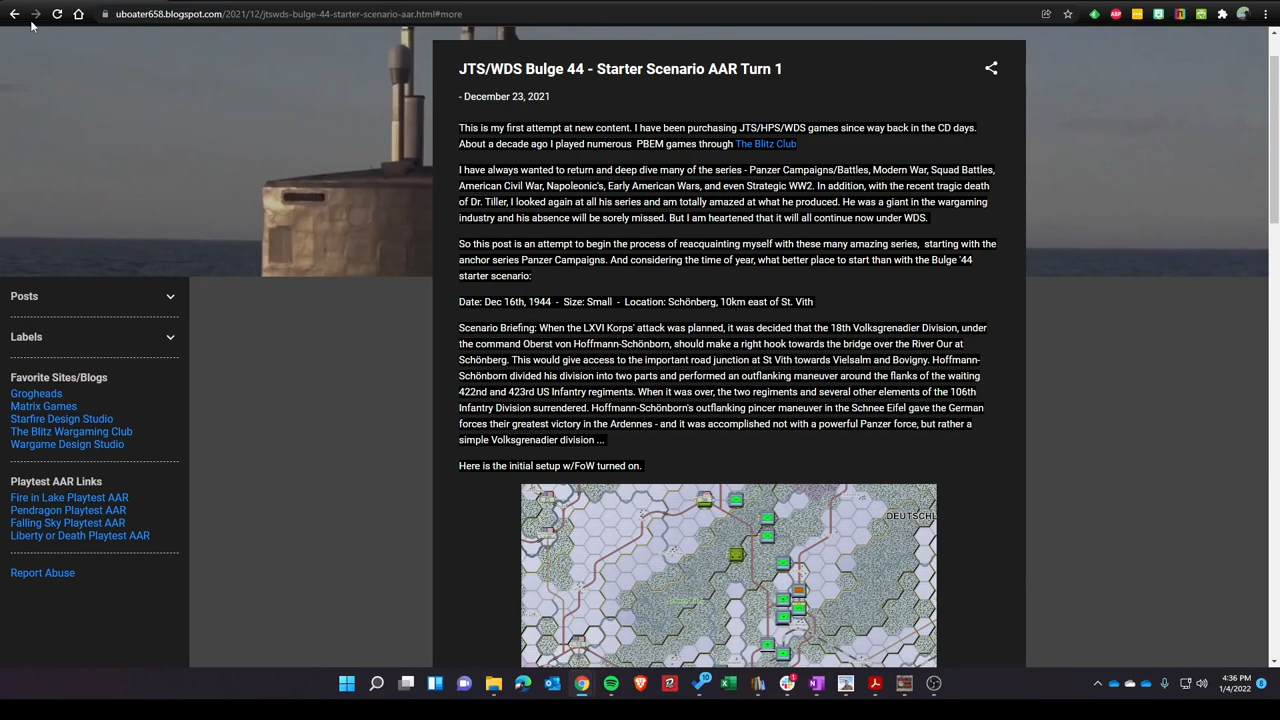 uboater658.blogspot.com/2021/12/jtswds-bulge-44-starter-scenario-aar.html#more
JTS/WDS Bulge 44 - Starter Scenario AAR Turn 1
- December 23, 2021
This is my first attempt at new content. I have been purchasing JTS/HPS/WDS games since way back in the CD days.
About a decade ago I played numerous PBEM games through The Blitz Club
I have always wanted to return and deep dive many of the series - Panzer Campaigns/Battles, Modern War, Squad Battles,
American Civil War, Napoleonic's, Early American Wars, and even Strategic WW2. In addition, with the recent tragic death
of Dr. Tiller, I looked again at all his series and am totally amazed at what he produced. He was a giant in the wargaming
industry and his absence will be sorely missed. But I am heartened that it will all continue now under WDS.
So this post is an attempt to begin the process of reacquainting myself with these many amazing series, starting with the
anchor series Panzer Campaigns. And considering the time of year, what better place to start than with the Bulge '44
starter scenario:
Date: Dec 16th, 1944 - Size: Small - Location: Schönberg, 10km east of St. Vith
Scenario Briefing: When the LXVI Korps' attack was planned, it was decided that the 18th Volksgrenadier Division, under
the command Oberst von Hoffmann-Schönborn, should make a right hook towards the bridge over the River Our at
Schönberg. This would give access to the important road junction at St Vith towards Vielsalm and Bovigny. Hoffmann-
Schönborn divided his division into two parts and performed an outflanking maneuver around the flanks of the waiting
422nd and 423rd US Infantry regiments. When it was over, the two regiments and several other elements of the 106th
Infantry Division surrendered. Hoffmann-Schönborn's outflanking pincer maneuver in the Schnee Eifel gave the German
forces their greatest victory in the Ardennes - and it was accomplished not with a powerful Panzer force, but rather a
simple Volksgrenadier division ...
Here is the initial setup w/FoW turned on.
DEUTSCHL
Posts
Labels
Favorite Sites/Blogs
Grogheads
Matrix Games
Starfire Design Studio
The Blitz Wargaming Club
Wargame Design Studio
Playtest AAR Links
Fire in Lake Playtest AAR
Pendragon Playtest AAR
Falling Sky Playtest AAR
Liberty or Death Playtest AAR
Report Abuse
10
4:36 PM
1/4/2022